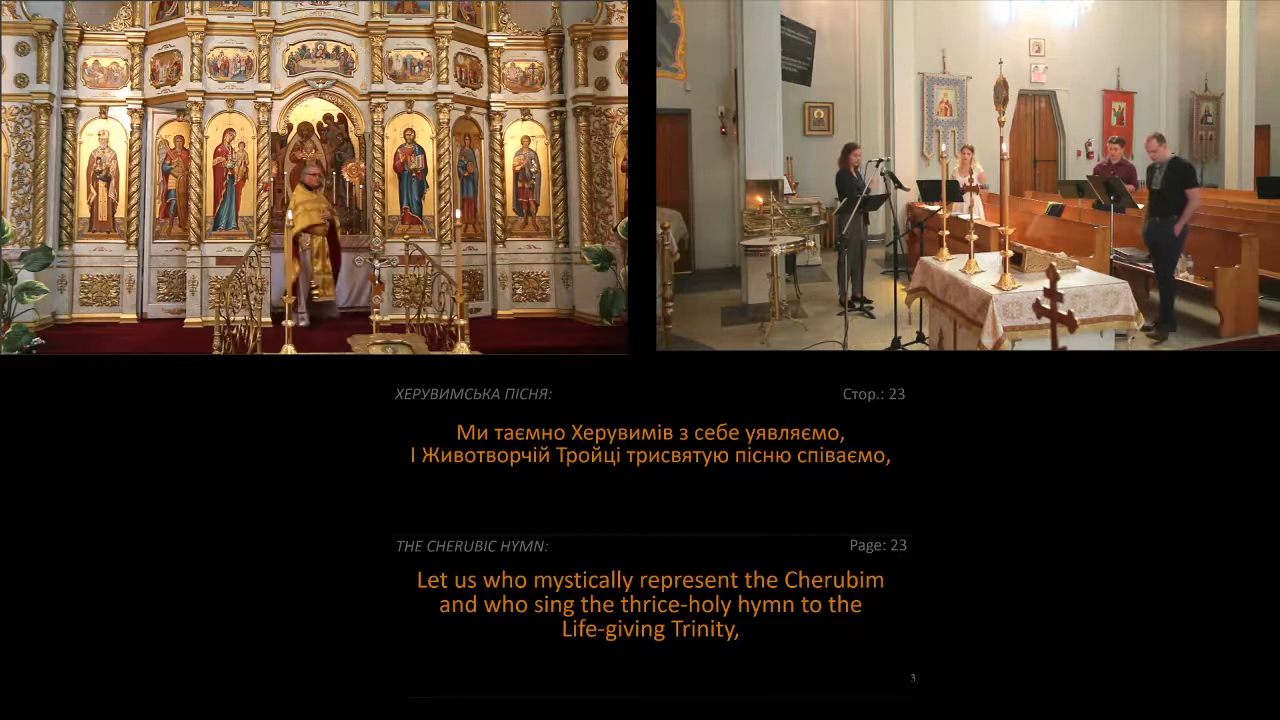 ХЕРУВИМСЬКА ПІСНЯ:
Стор.: 23
Ми таємно Херувимів з себе уявляємо,
І Животворчій Тройці трисвятую пісню співаємо,
THE CHERUBIC HYMN:
Page: 23
Let us who mystically represent the Cherubim
and who sing the thrice-holy hymn to the
Life-giving Trinity,
3